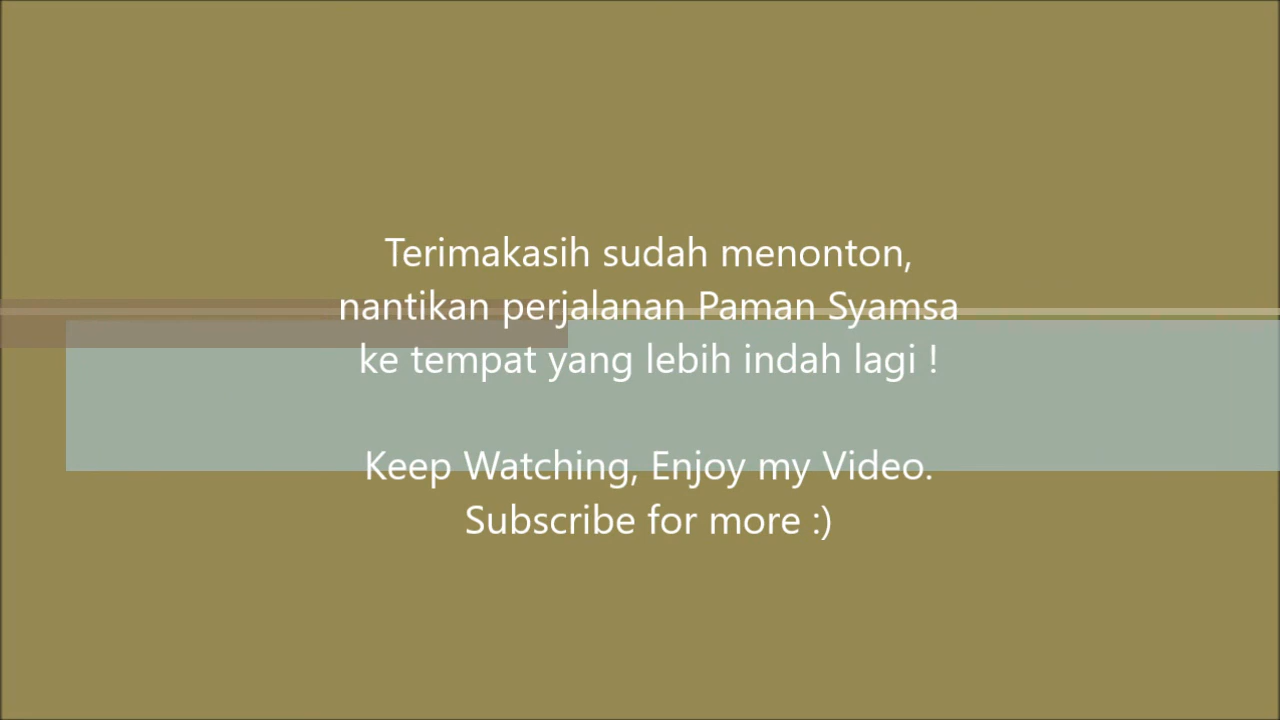 Terimakasih sudah menonton,
nantikan perjalanan Paman Syamsa
ke tempat yang lebih indah lagi !
Keep Watching, Enjoy my Video.
Subscribe for more :)